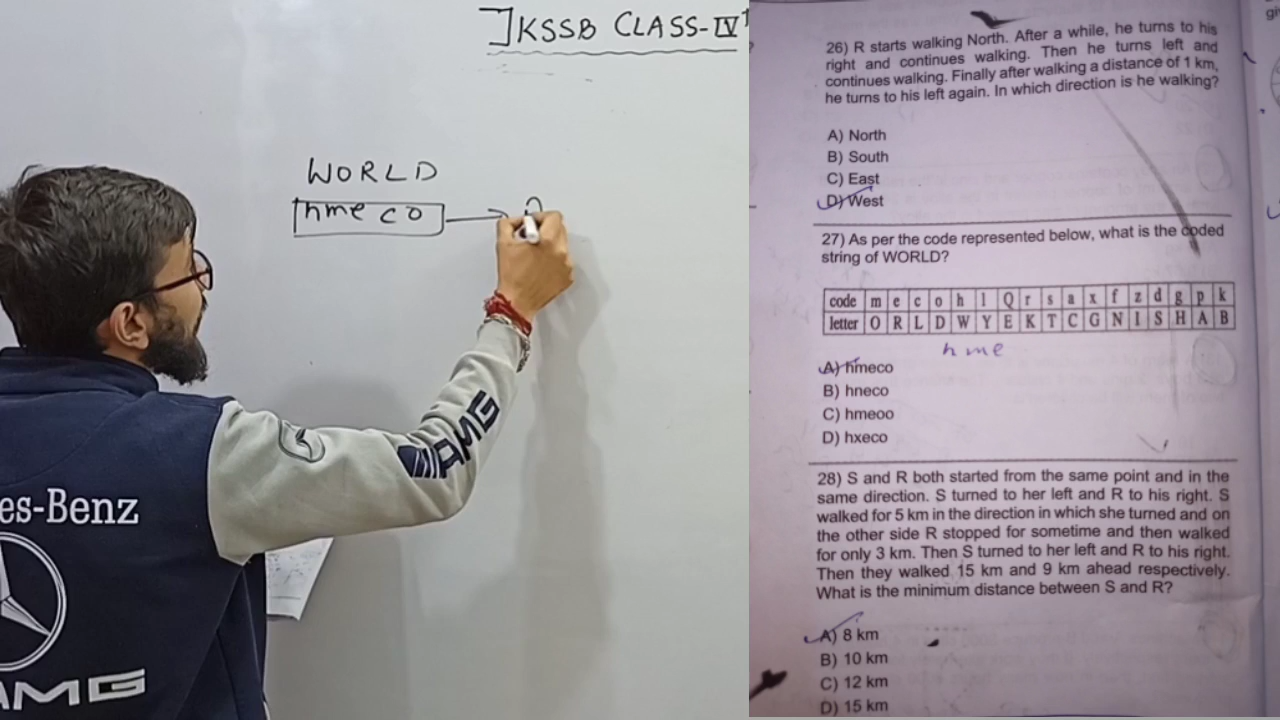 JKSSB CLASS-IV
WORLD
hmeco
es-Benz
AMG
AMG
26) R starts walking North. After a while, he turns to his
right and continues walking. Then he turns left and
continues walking. Finally after walking a distance of 1 km,
he turns to his left again. In which direction is he walking?
A) North
B) South
C) East
D) West
27) As per the code represented below, what is the coded
string of WORLD?
code m e c o h l Q r s a x f z d g p k
letter O R L D W Y E K T C G N I S H A B
h me
A) hmeco
B) hneco
C) hmeoo
D) hxeco
28) S and R both started from the same point and in the
same direction. S turned to her left and R to his right. S
walked for 5 km in the direction in which she turned and on
the other side R stopped for sometime and then walked
for only 3 km. Then S turned to her left and R to his right.
Then they walked 15 km and 9 km ahead respectively.
What is the minimum distance between S and R?
A) 8 km
B) 10 km
C) 12 km
D) 15 km